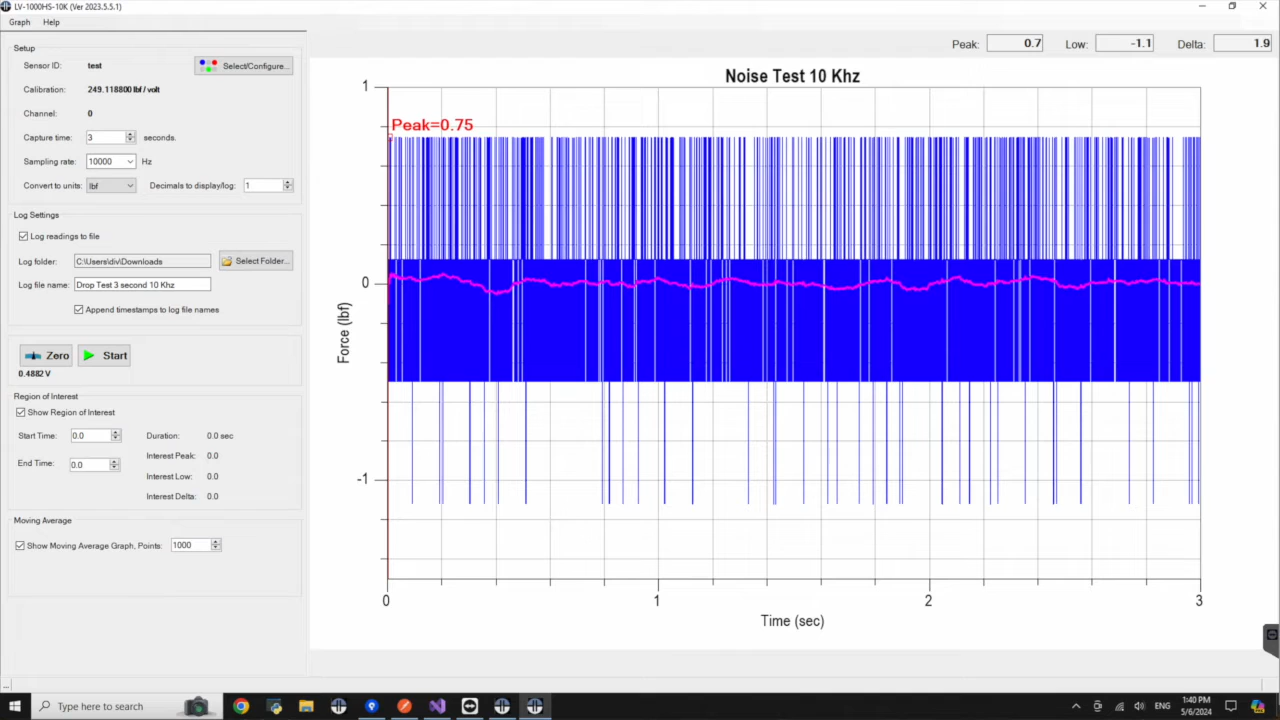 LV-1000HS-10K (Ver 2023.5.5.1)
Graph Help
Peak: 0.7 Low: -1.1 Delta: 1.9
Setup
Sensor ID: test Select/Configure...
Calibration: 249.118800 lbf / volt
Channel: 0
Capture time: 3 seconds.
Sampling rate: 10000 Hz
Convert to units: lbf Decimals to display/log: 1
Log Settings
Log readings to file
Log folder: C:\Users\div\Downloads Select Folder...
Log file name: Drop Test 3 second 10 Khz
Append timestamps to log file names
Zero Start
0.4882 V
Region of Interest
Show Region of Interest
Start Time: 0.0 Duration: 0.0 sec
Interest Peak: 0.0
End Time: 0.0
Interest Low: 0.0
Interest Delta: 0.0
Moving Average
Show Moving Average Graph, Points: 1000
Noise Test 10 Khz
1
Peak=0.75
0
Force (lbf)
-1
0 1 2 3
Time (sec)
...
Type here to search
ENG
1:40 PM
5/6/2024